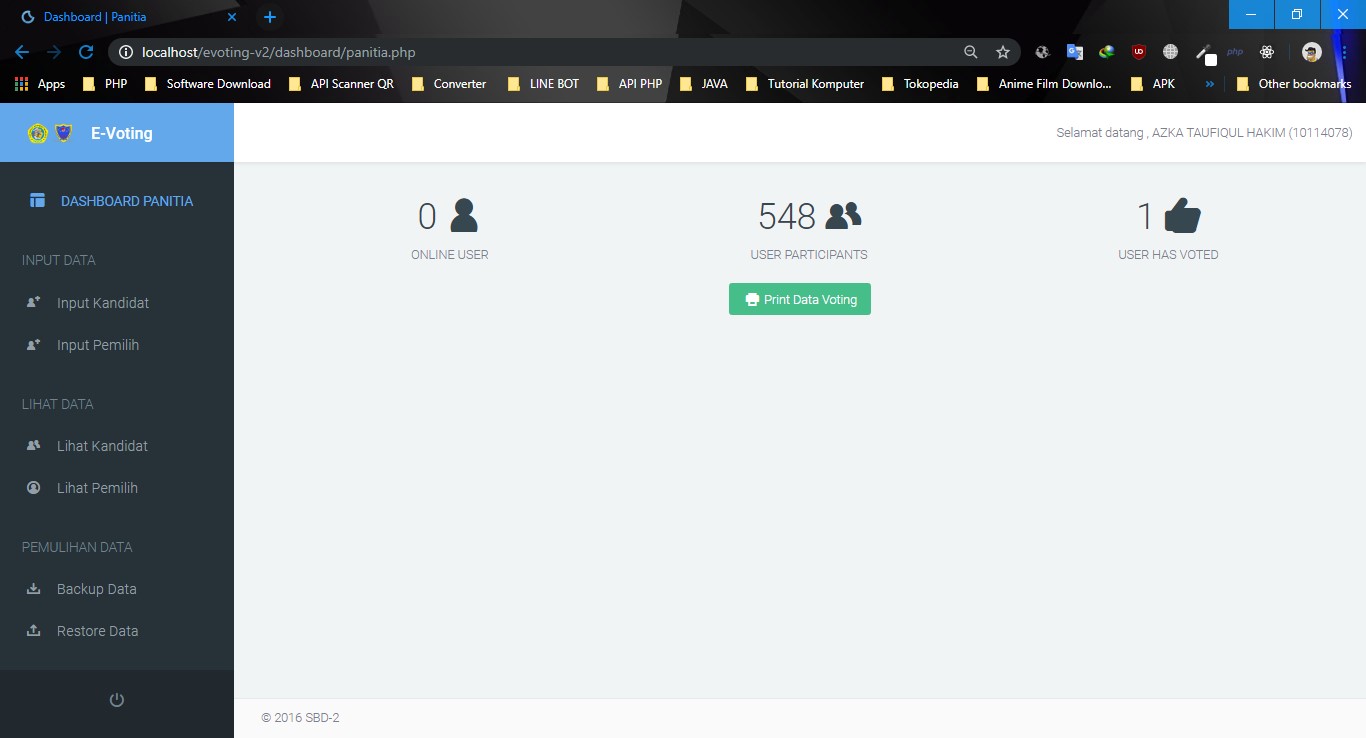 Dashboard | Panitia
localhost/evoting-v2/dashboard/panitia.php
php
Apps PHP Software Download API Scanner QR Converter LINE BOT API PHP JAVA Tutorial Komputer Tokopedia Anime Film Downlo... APK » Other bookmarks
E-Voting
Selamat datang , AZKA TAUFIQUL HAKIM (10114078)
DASHBOARD PANITIA
INPUT DATA
Input Kandidat
Input Pemilih
LIHAT DATA
Lihat Kandidat
Lihat Pemilih
PEMULIHAN DATA
Backup Data
Restore Data
0
ONLINE USER
548
USER PARTICIPANTS
1
USER HAS VOTED
Print Data Voting
© 2016 SBD-2